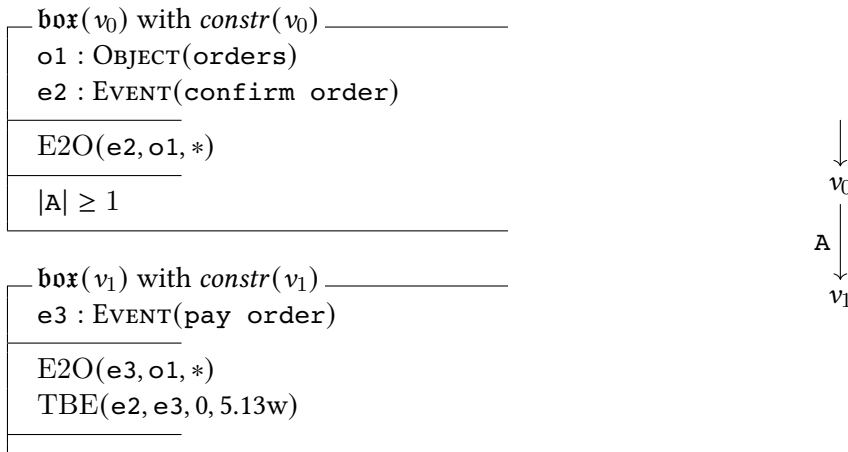 𝔟𝔬𝔵(v₀) with constr(v₀)
o1 : OBJECT(orders)
e2 : EVENT(confirm order)
E2O(e2, o1, ∗)
|A| ≥ 1
𝔟𝔬𝔵(v₁) with constr(v₁)
e3 : EVENT(pay order)
E2O(e3, o1, ∗)
TBE(e2, e3, 0, 5.13w)
v₀
A
v₁